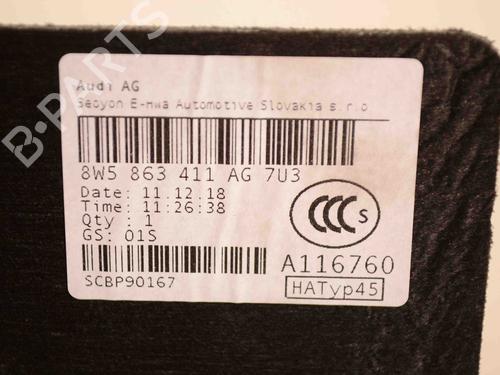 Audi AG
Seoyon E-Hwa Automotive Slovakia s.r.o
8W5 863 411 AG 7U3
Date: 11.12.18
Time: 11:26:38
Qty : 1
GS: 01S
CCC S
A116760
SCBP90167
HATyp45
B-PARTS